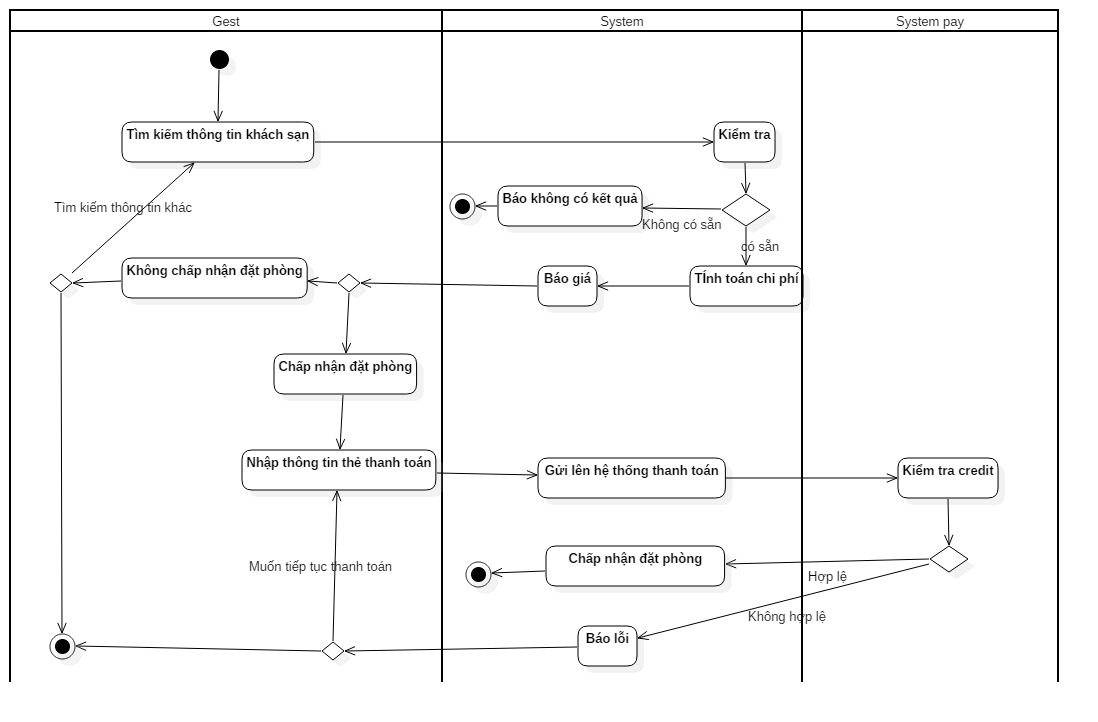 Gest
System
System pay
Tìm kiếm thông tin khách sạn
Kiểm tra
Tìm kiếm thông tin khác
Báo không có kết quả
Không có sẵn
có sẵn
Không chấp nhận đặt phòng
Báo giá
TÍnh toán chi phí
Chấp nhận đặt phòng
Nhập thông tin thẻ thanh toán
Gửi lên hệ thống thanh toán
Kiểm tra credit
Muốn tiếp tục thanh toán
Chấp nhận đặt phòng
Hợp lệ
Không hợp lệ
Báo lỗi